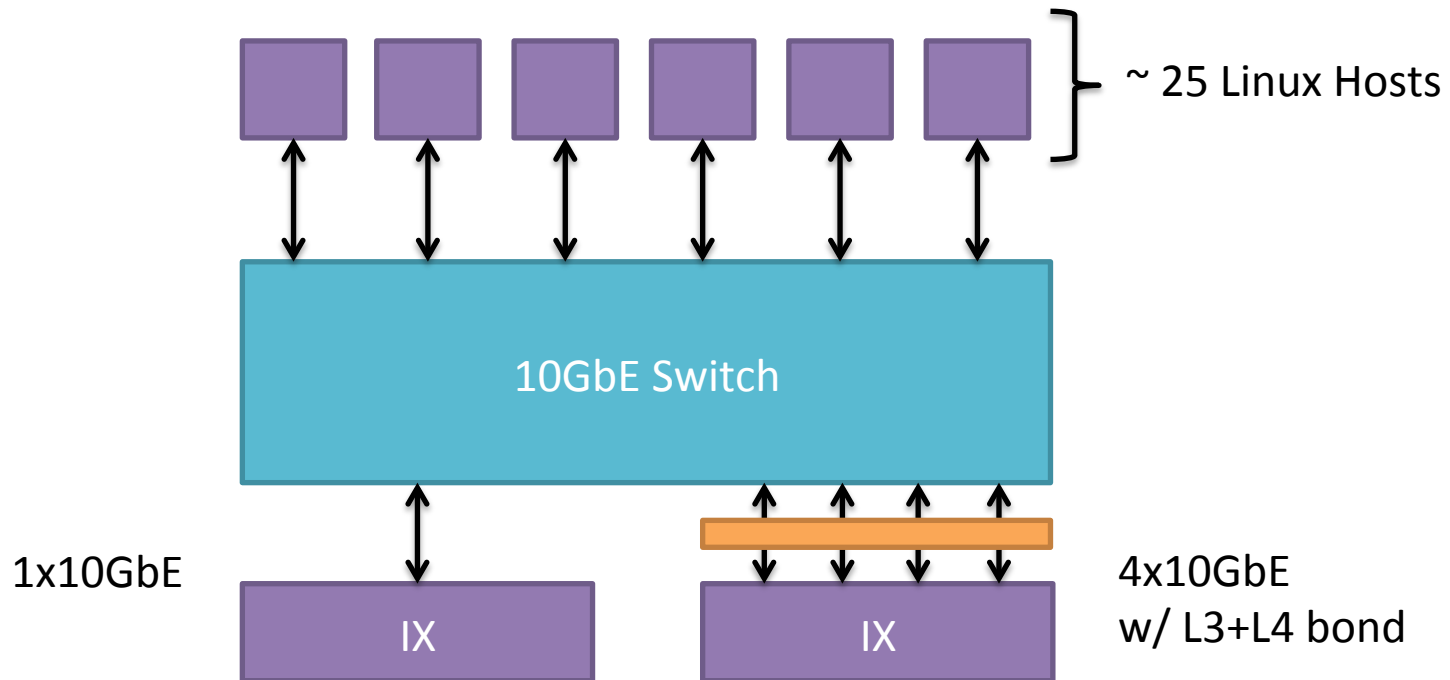 ~ 25 Linux Hosts
10GbE Switch
1x10GbE
IX
IX
4x10GbE
w/ L3+L4 bond